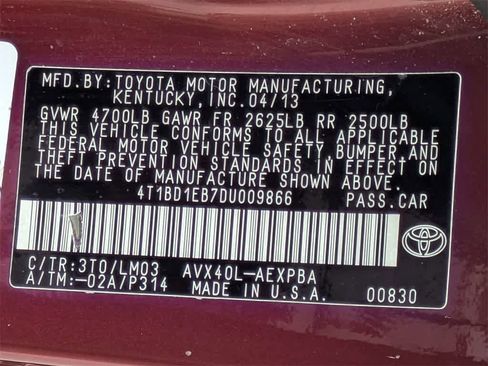 MFD.BY:TOYOTA MOTOR MANUFACTURING,
KENTUCKY,INC.04/13
GVWR 4700LB GAWR FR 2625LB RR 2500LB
THIS VEHICLE CONFORMS TO ALL APPLICABLE
FEDERAL MOTOR VEHICLE SAFETY,BUMPER,AND
THEFT PREVENTION STANDARDS IN EFFECT ON
THE DATE OF MANUFACTURE SHOWN ABOVE.
4T1BD1EB7DU009866 PASS.CAR
C/TR:3T0/LM03 AVX40L-AEXPBA
A/TM:-02A/P314 MADE IN U.S.A. 00830